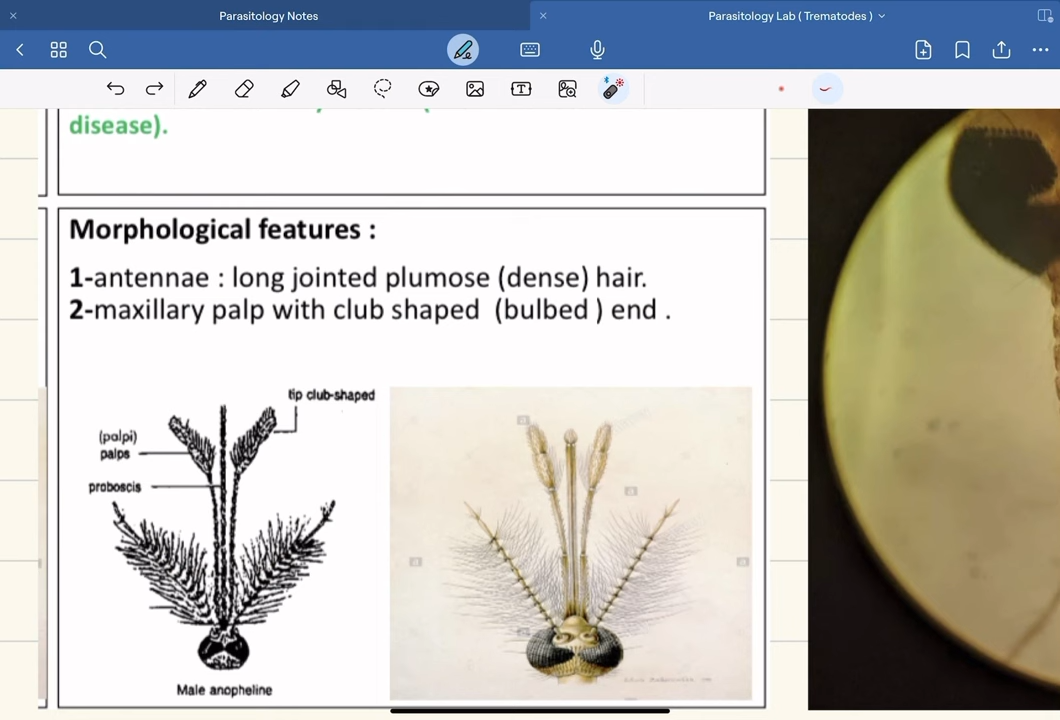 Parasitology Notes
Parasitology Lab ( Trematodes )
disease).
Morphological features :
1-antennae : long jointed plumose (dense) hair.
2-maxillary palp with club shaped (bulbed ) end .
tip club-shaped
(palpi)
palps
proboscis
Male anopheline
a
a
a
a
a